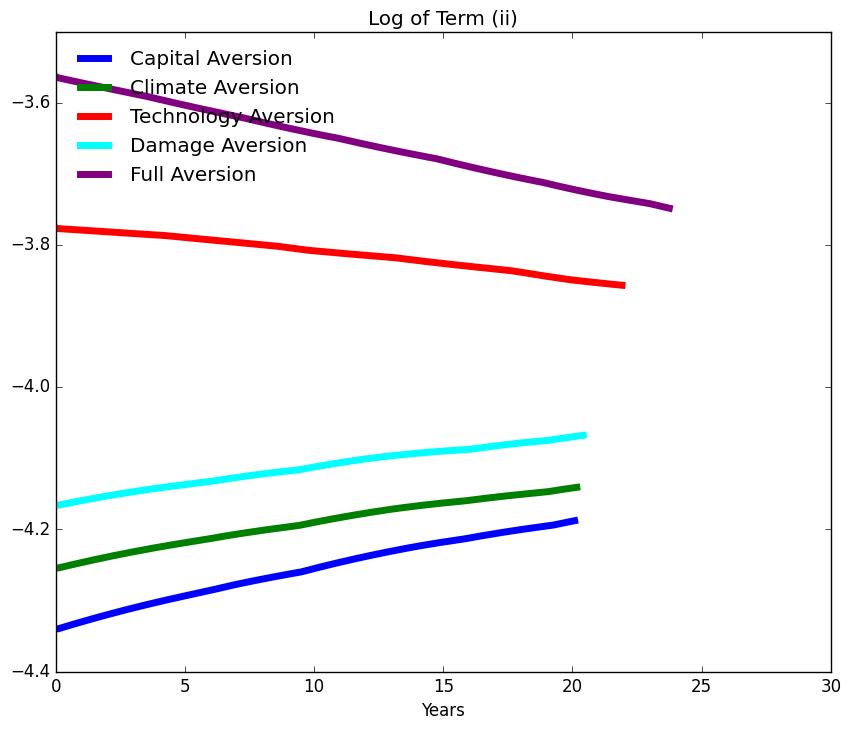 Log of Term (ii)
Capital Aversion
Climate Aversion
Technology Aversion
Damage Aversion
Full Aversion
−3.6
−3.8
−4.0
−4.2
−4.4
0 5 10 15 20 25 30
Years